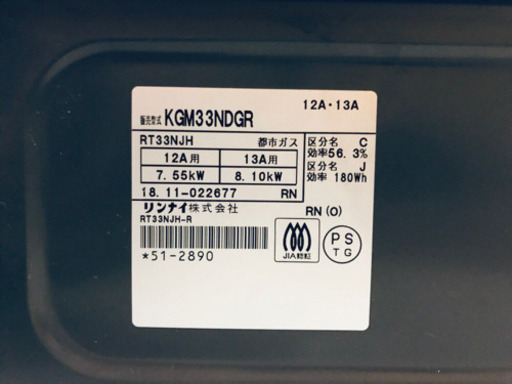 12A・13A
販売型式 KGM33NDGR
RT33NJH 都市ガス
12A用 13A用
7.55kW 8.10kW
区分名 C
効率56.3%
区分名 J
効率 180Wh
18.11-022677 RN
リンナイ株式会社
RT33NJH-R
RN(0)
*51-2890
JIA認証
PS
TG